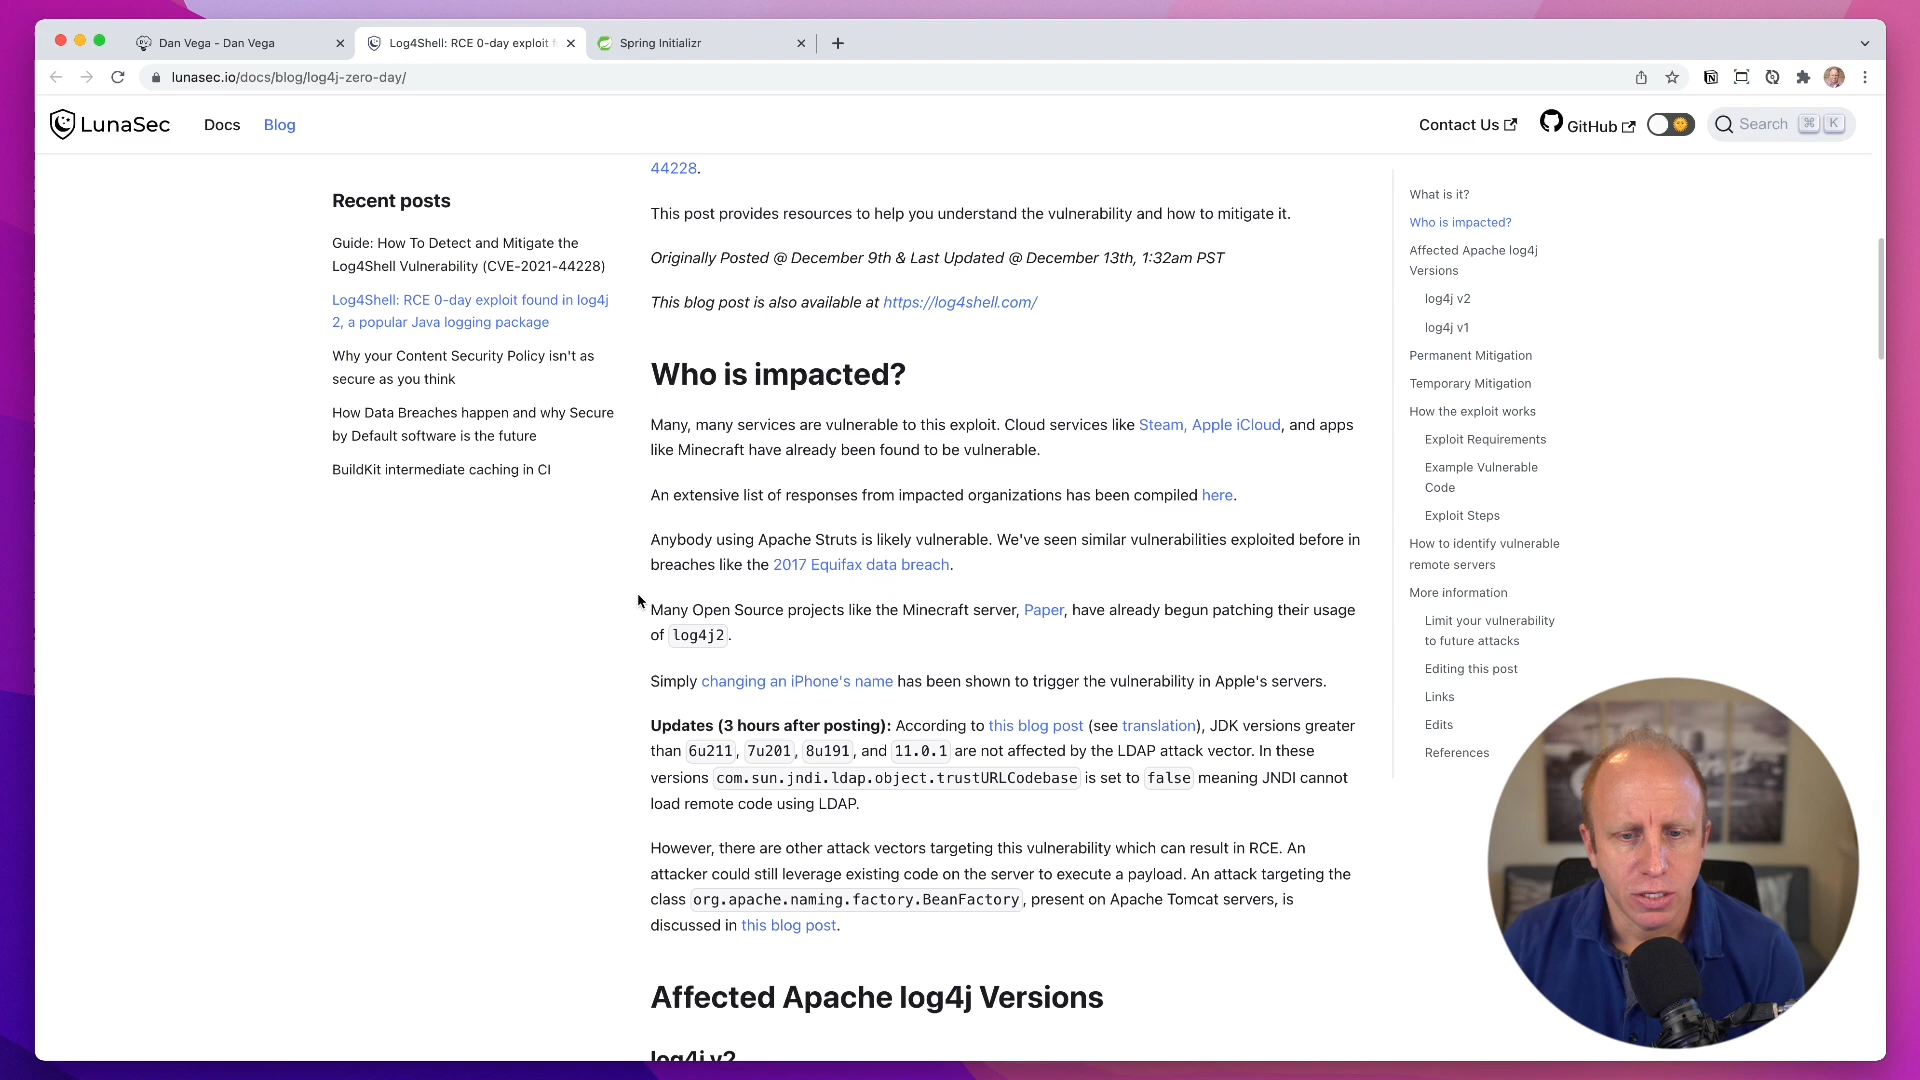 Dan Vega - Dan Vega
Log4Shell: RCE 0-day exploit f
Spring Initializr
lunasec.io/docs/blog/log4j-zero-day/
LunaSec
Docs
Blog
Contact Us
GitHub
Search
⌘
K
Recent posts
Guide: How To Detect and Mitigate the
Log4Shell Vulnerability (CVE-2021-44228)
Log4Shell: RCE 0-day exploit found in log4j
2, a popular Java logging package
Why your Content Security Policy isn't as
secure as you think
How Data Breaches happen and why Secure
by Default software is the future
BuildKit intermediate caching in CI
44228.
This post provides resources to help you understand the vulnerability and how to mitigate it.
Originally Posted @ December 9th & Last Updated @ December 13th, 1:32am PST
This blog post is also available at https://log4shell.com/
Who is impacted?
Many, many services are vulnerable to this exploit. Cloud services like Steam, Apple iCloud, and apps
like Minecraft have already been found to be vulnerable.
An extensive list of responses from impacted organizations has been compiled here.
Anybody using Apache Struts is likely vulnerable. We've seen similar vulnerabilities exploited before in
breaches like the 2017 Equifax data breach.
Many Open Source projects like the Minecraft server, Paper, have already begun patching their usage
of log4j2.
Simply changing an iPhone's name has been shown to trigger the vulnerability in Apple's servers.
Updates (3 hours after posting): According to this blog post (see translation), JDK versions greater
than 6u211, 7u201, 8u191, and 11.0.1 are not affected by the LDAP attack vector. In these
versions com.sun.jndi.ldap.object.trustURLCodebase is set to false meaning JNDI cannot
load remote code using LDAP.
However, there are other attack vectors targeting this vulnerability which can result in RCE. An
attacker could still leverage existing code on the server to execute a payload. An attack targeting the
class org.apache.naming.factory.BeanFactory, present on Apache Tomcat servers, is
discussed in this blog post.
Affected Apache log4j Versions
log4j v2
What is it?
Who is impacted?
Affected Apache log4j
Versions
log4j v2
log4j v1
Permanent Mitigation
Temporary Mitigation
How the exploit works
Exploit Requirements
Example Vulnerable
Code
Exploit Steps
How to identify vulnerable
remote servers
More information
Limit your vulnerability
to future attacks
Editing this post
Links
Edits
References